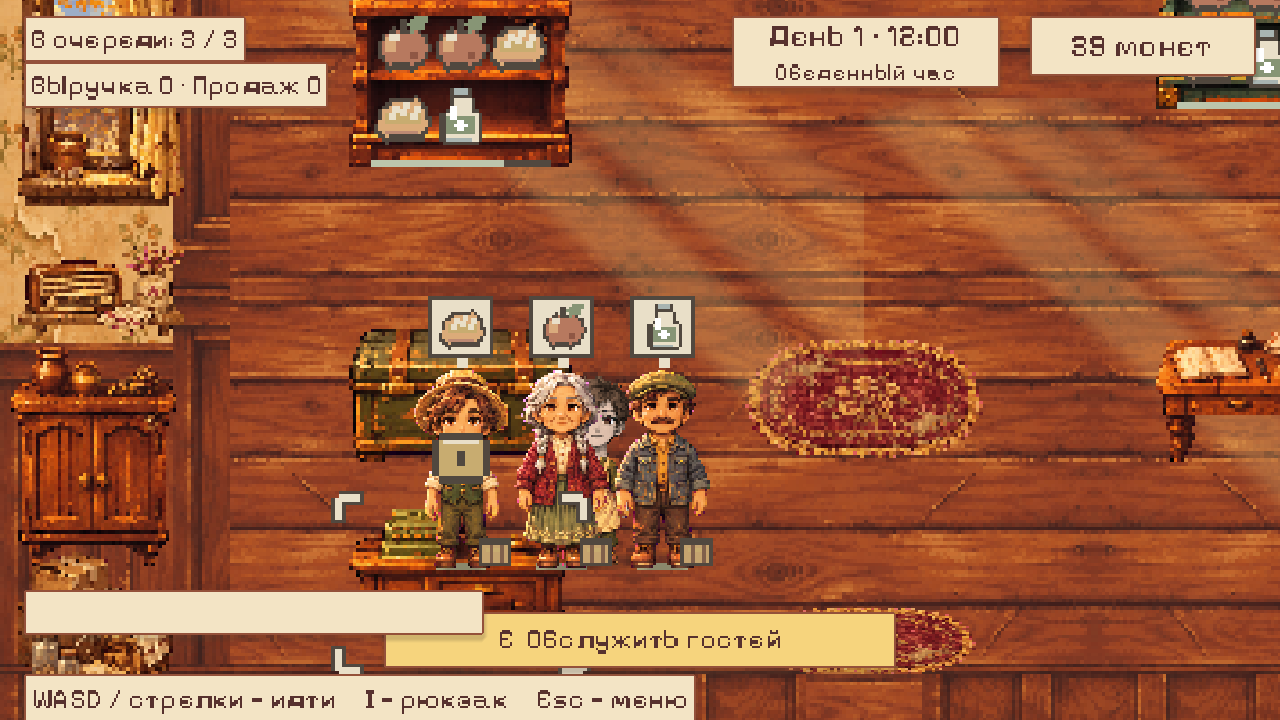 В очереди: 3 / 3
Выручка 0 · Продаж 0
День 1 · 12:00
Обеденный час
39 монет
E Обслужить гостей
WASD / стрелки - идти I - рюкзак Esc - меню